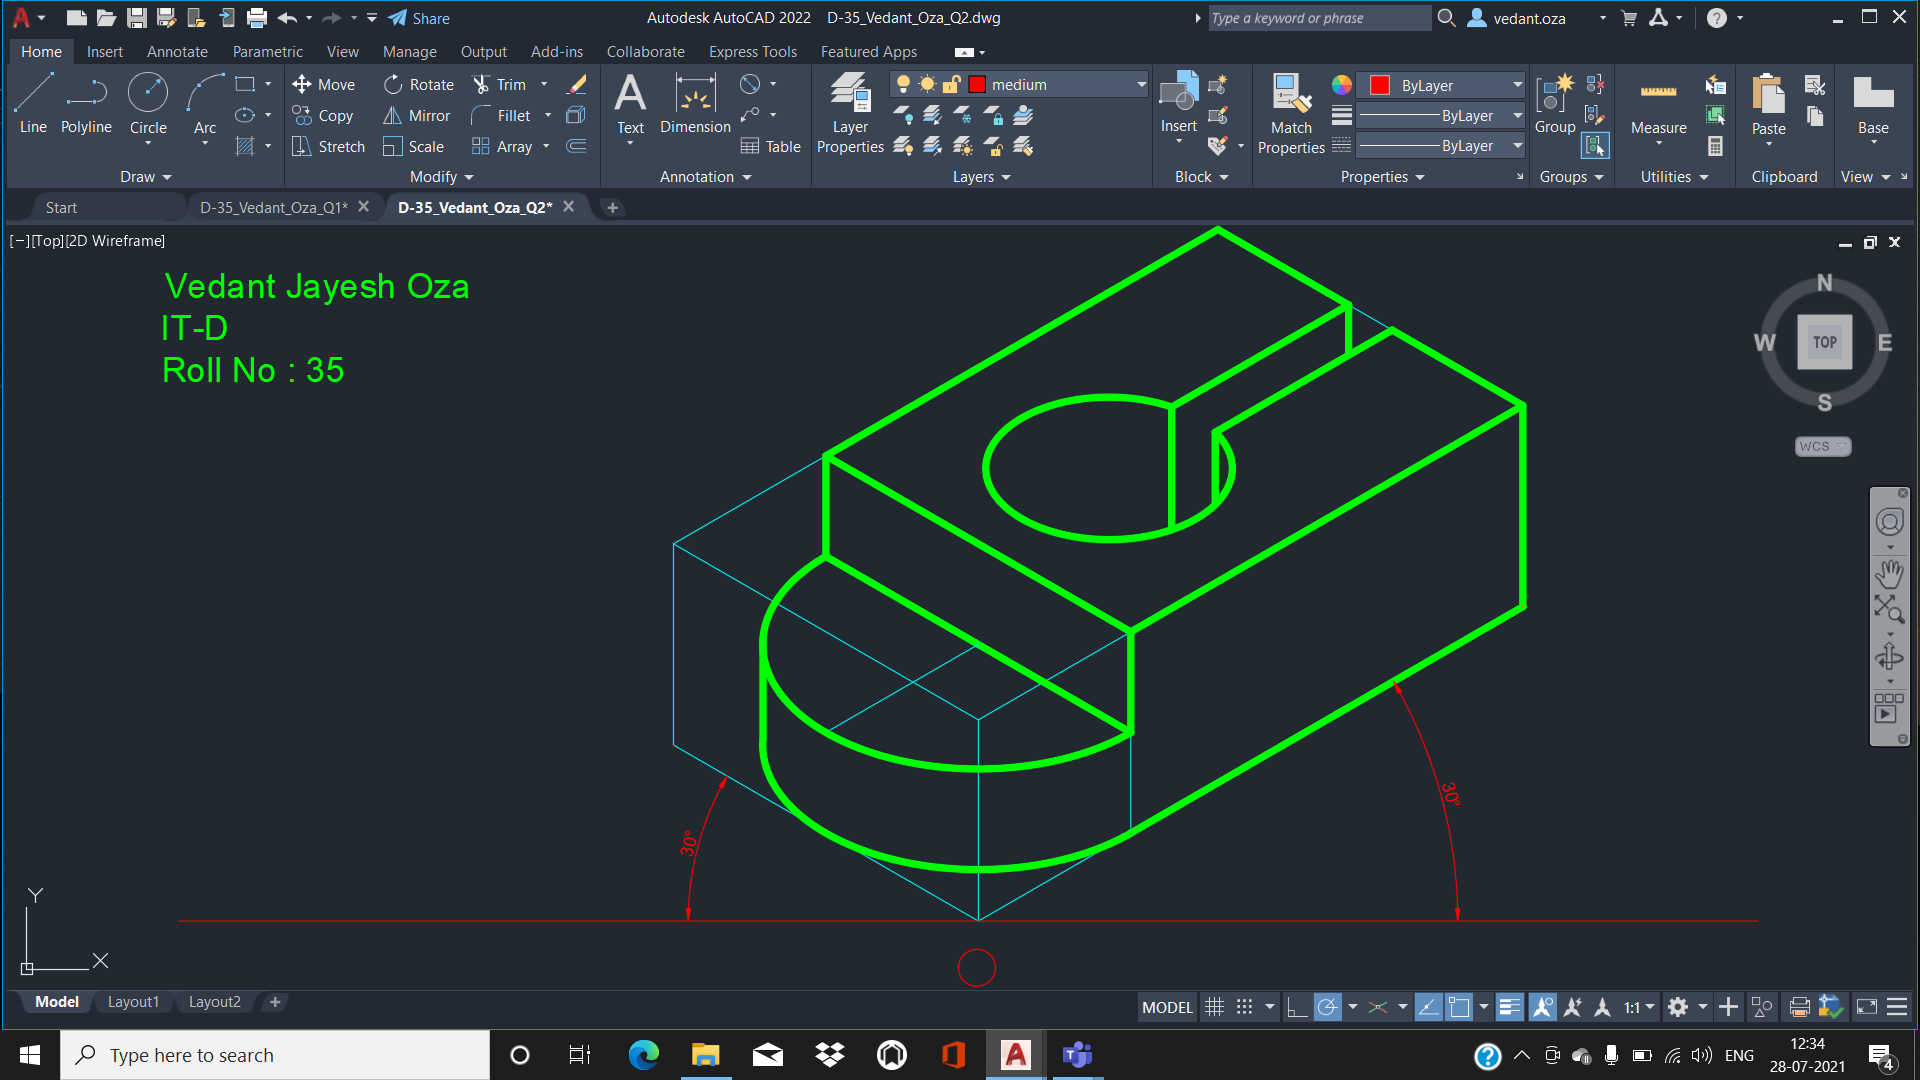 Share
Autodesk AutoCAD 2022 D-35_Vedant_Oza_Q2.dwg
Type a keyword or phrase
vedant.oza
Home Insert Annotate Parametric View Manage Output Add-ins Collaborate Express Tools Featured Apps
Line
Polyline
Circle
Arc
Draw
Move Rotate Trim
Copy Mirror Fillet
Stretch Scale Array
Modify
Text
Dimension
Table
Annotation
Layer
Properties
medium
Layers
Insert
Block
Match
Properties
ByLayer
ByLayer
ByLayer
Properties
Group
Groups
Measure
Utilities
Paste
Clipboard
Base
View
Start D-35_Vedant_Oza_Q1* D-35_Vedant_Oza_Q2*
[−][Top][2D Wireframe]
Vedant Jayesh Oza
IT-D
Roll No : 35
N
W TOP E
S
WCS
30°
30°
Y
X
Model Layout1 Layout2
MODEL
1:1
Type here to search
ENG
12:34
28-07-2021
4